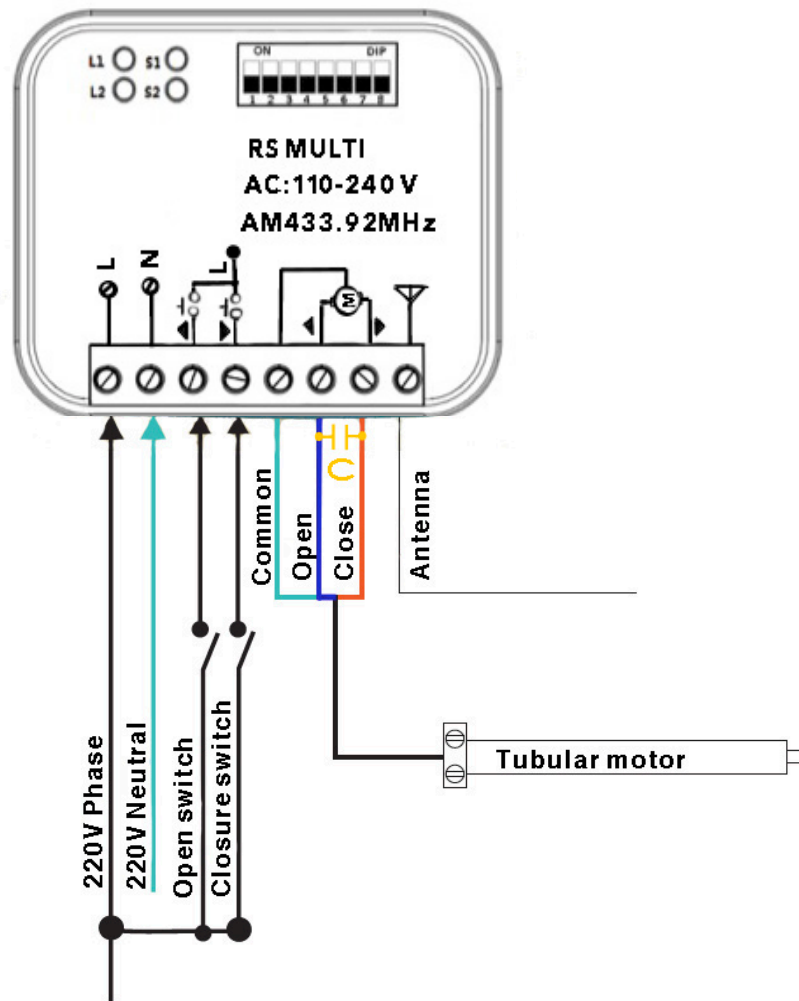 L1 S1
L2 S2
ON DIP
1 2 3 4 5 6 7 8
RS MULTI
AC:110-240 V
AM433.92MHz
L
N
L
M
C
Common
Open
Close
Antenna
220V Phase
220V Neutral
Open switch
Closure switch
Tubular motor